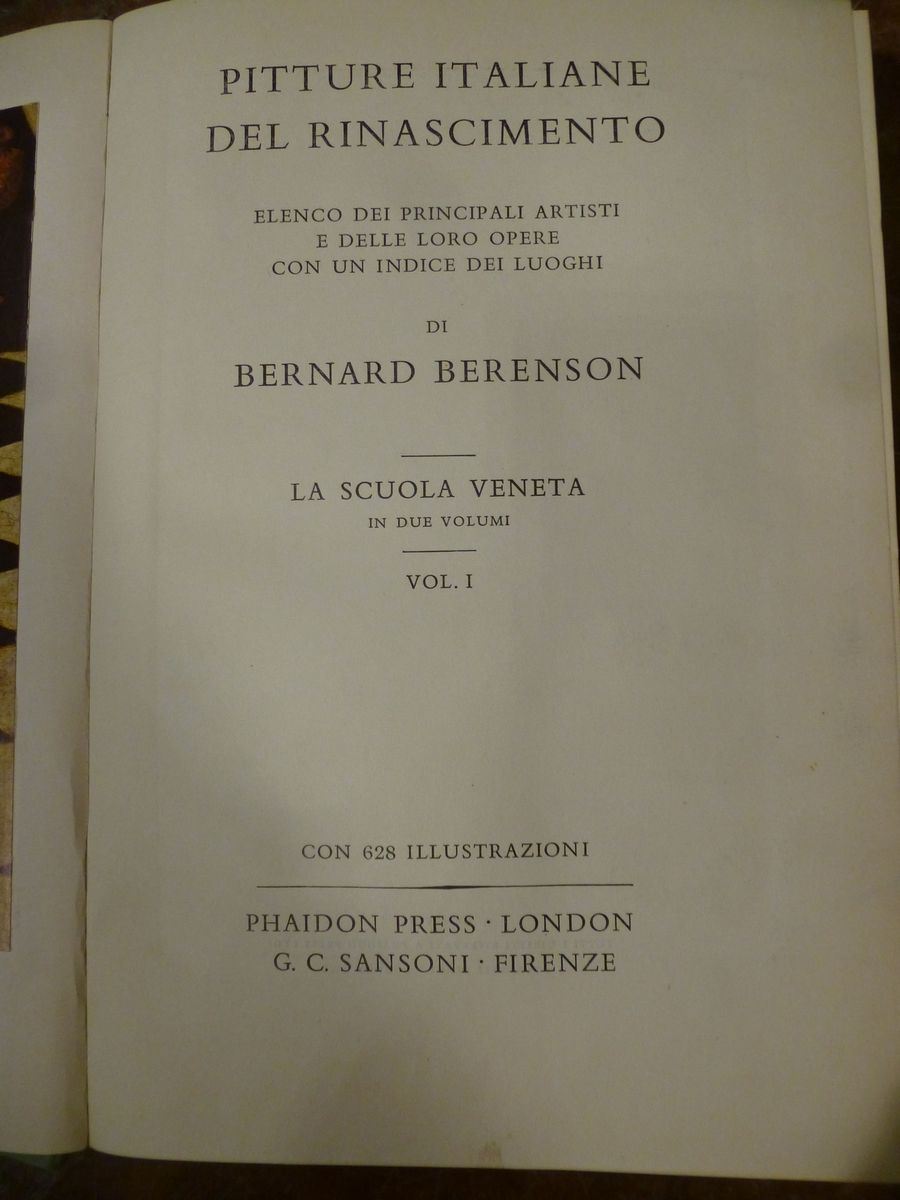 PITTURE ITALIANE
DEL RINASCIMENTO
ELENCO DEI PRINCIPALI ARTISTI
E DELLE LORO OPERE
CON UN INDICE DEI LUOGHI
DI
BERNARD BERENSON
LA SCUOLA VENETA
IN DUE VOLUMI
VOL. I
CON 628 ILLUSTRAZIONI
PHAIDON PRESS · LONDON
G. C. SANSONI · FIRENZE